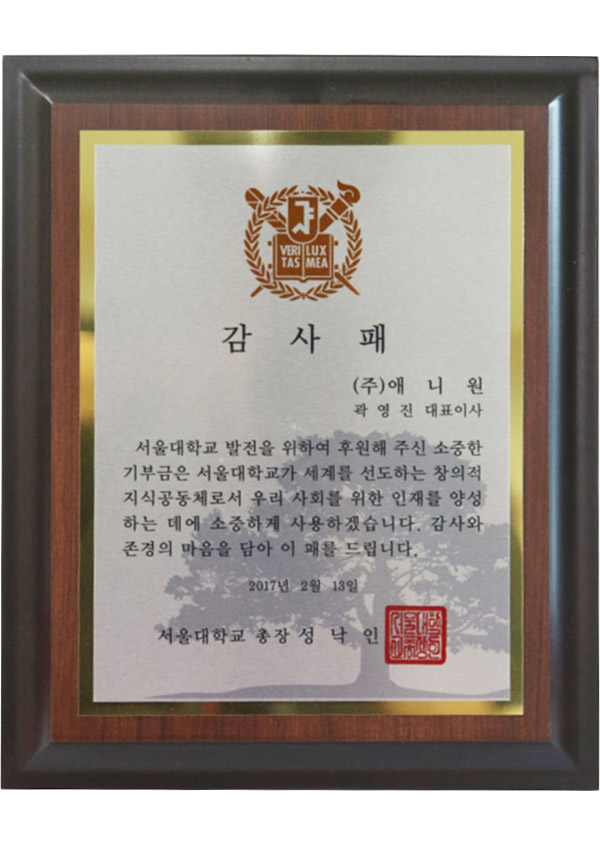 VERI LUX
TAS MEA
감 사 패
(주)애 니 원
곽 영 진 대표이사
서울대학교 발전을 위하여 후원해 주신 소중한
기부금은 서울대학교가 세계를 선도하는 창의적
지식공동체로서 우리 사회를 위한 인재를 양성
하는 데에 소중하게 사용하겠습니다. 감사와
존경의 마음을 담아 이 패를 드립니다.
2017년 2월 13일
서울대학교 총장 성 낙 인